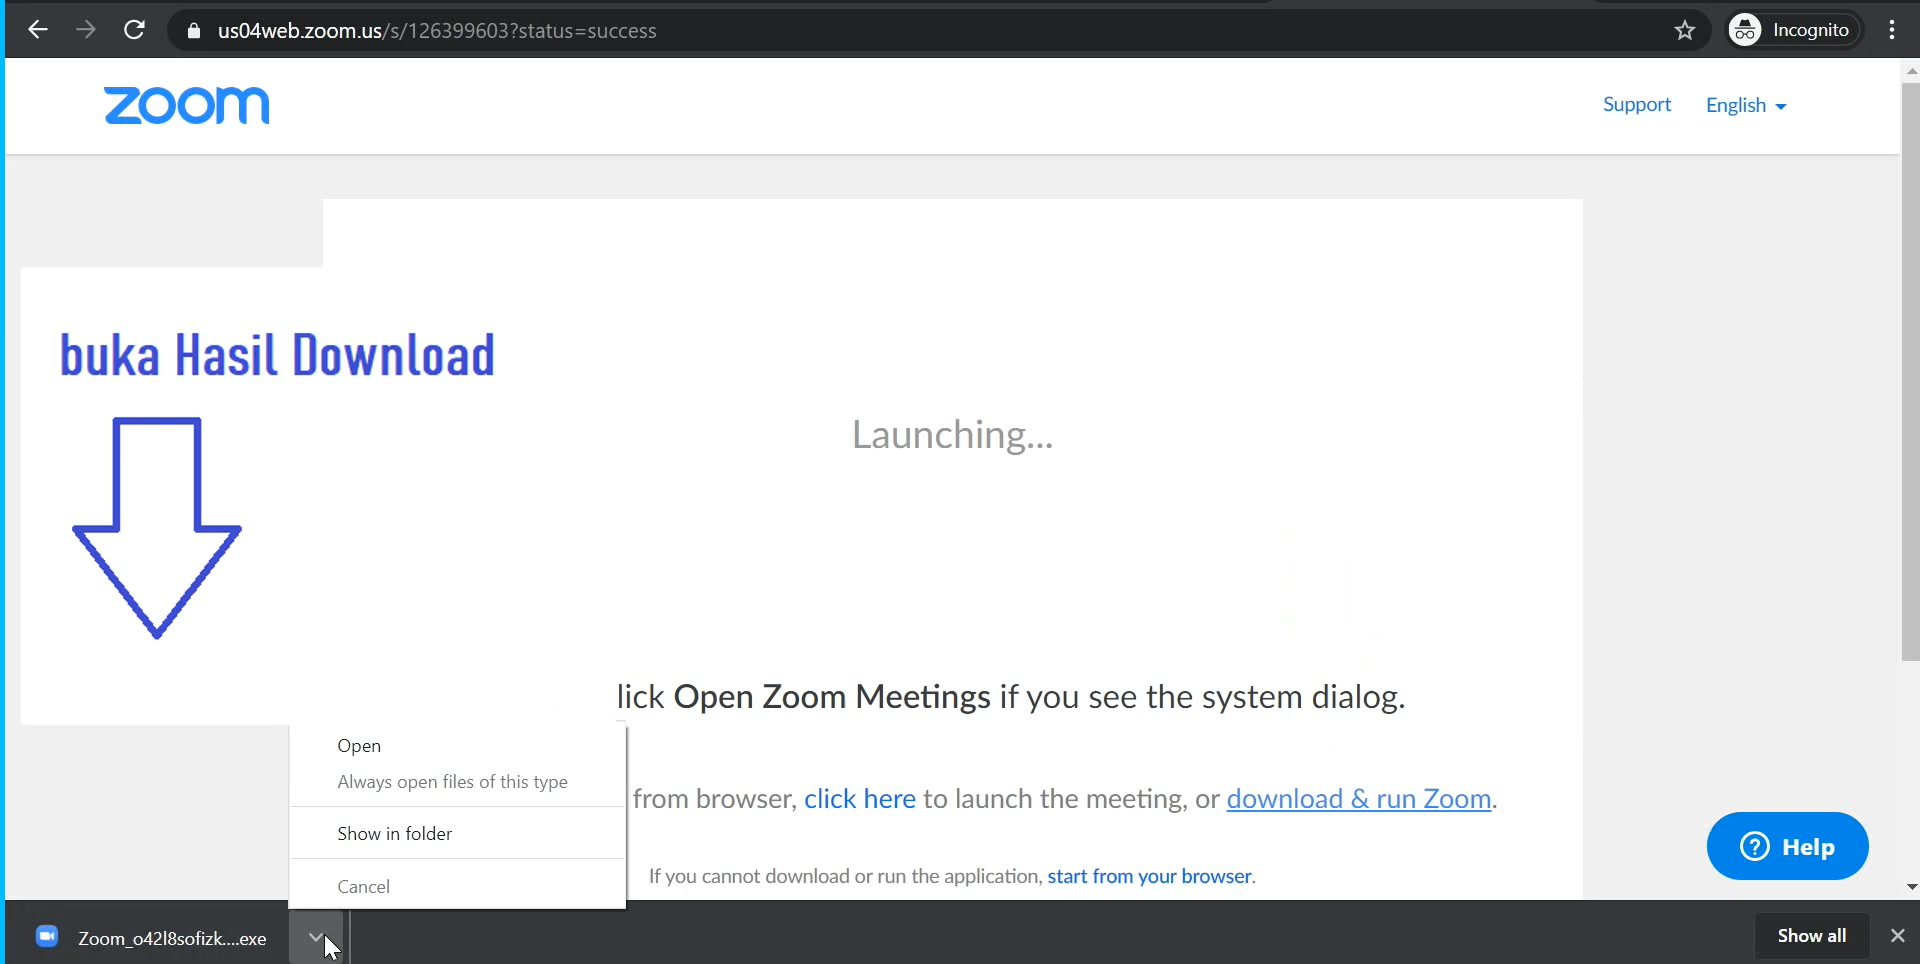 us04web.zoom.us/s/126399603?status=success
Incognito
zoom
Support
English
buka Hasil Download
Launching...
lick Open Zoom Meetings if you see the system dialog.
Open
Always open files of this type
from browser, click here to launch the meeting, or download & run Zoom.
Show in folder
Help
If you cannot download or run the application, start from your browser.
Cancel
Zoom_o42l8sofizk....exe
Show all